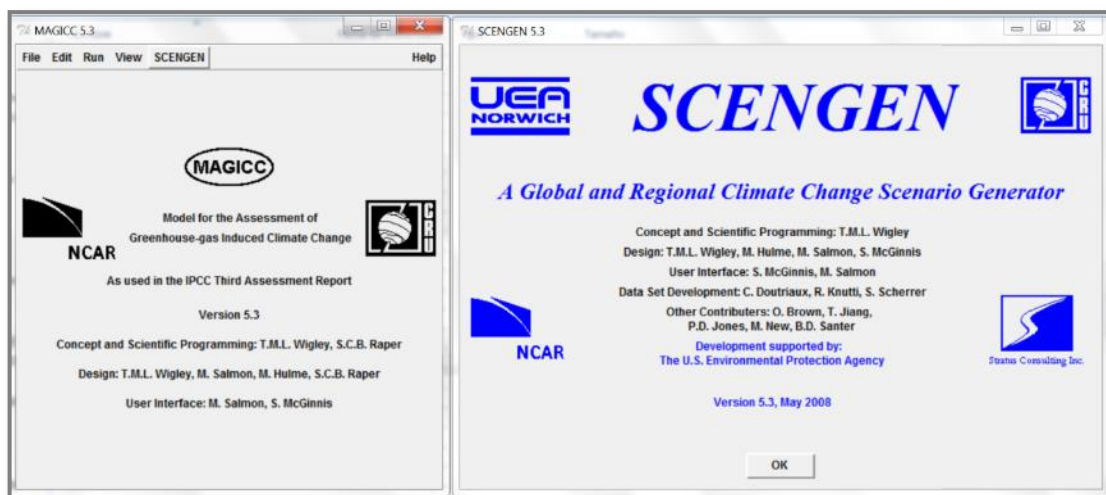 MAGICC 5.3
File Edit Run View SCENGEN Help
MAGICC
NCAR
Model for the Assessment of
Greenhouse-gas Induced Climate Change
CRU
As used in the IPCC Third Assessment Report
Version 5.3
Concept and Scientific Programming: T.M.L. Wigley, S.C.B. Raper
Design: T.M.L. Wigley, M. Salmon, M. Hulme, S.C.B. Raper
User Interface: M. Salmon, S. McGinnis
SCENGEN 5.3
UEA
NORWICH
SCENGEN
CRU
A Global and Regional Climate Change Scenario Generator
Concept and Scientific Programming: T.M.L. Wigley
Design: T.M.L. Wigley, M. Hulme, M. Salmon, S. McGinnis
User Interface: S. McGinnis, M. Salmon
Data Set Development: C. Doutriaux, R. Knutti, S. Scherrer
Other Contributers: O. Brown, T. Jiang,
P.D. Jones, M. New, B.D. Santer
NCAR
Development supported by:
The U.S. Environmental Protection Agency
Stratus Consulting Inc.
Version 5.3, May 2008
OK